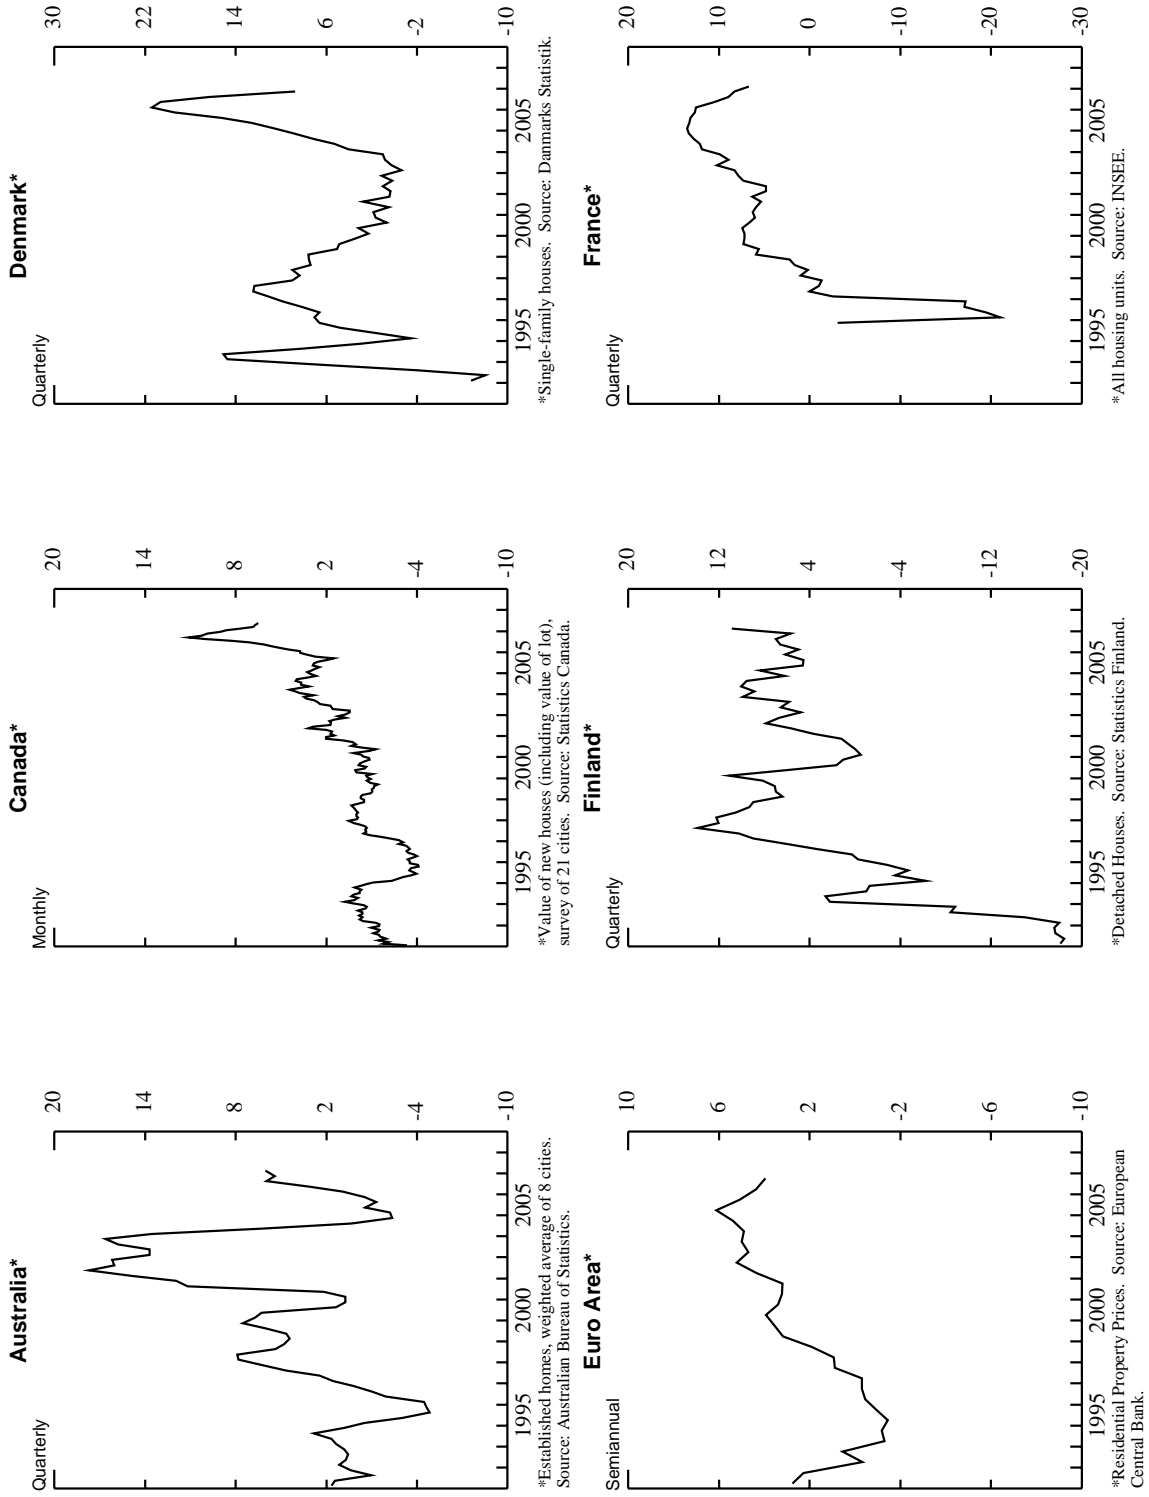 Australia*
Quarterly
20
14
8
2
-4
-10
1995
2000
2005
*Established homes, weighted average of 8 cities.
Source: Australian Bureau of Statistics.
Canada*
Monthly
20
14
8
2
-4
-10
1995
2000
2005
*Value of new houses (including value of lot),
survey of 21 cities. Source: Statistics Canada.
Denmark*
Quarterly
30
22
14
6
-2
-10
1995
2000
2005
*Single-family houses. Source: Danmarks Statistik.
Euro Area*
Semiannual
10
6
2
-2
-6
-10
1995
2000
2005
*Residential Property Prices. Source: European
Central Bank.
Finland*
Quarterly
20
12
4
-4
-12
-20
1995
2000
2005
*Detached Houses. Source: Statistics Finland.
France*
Quarterly
20
10
0
-10
-20
-30
1995
2000
2005
*All housing units. Source: INSEE.